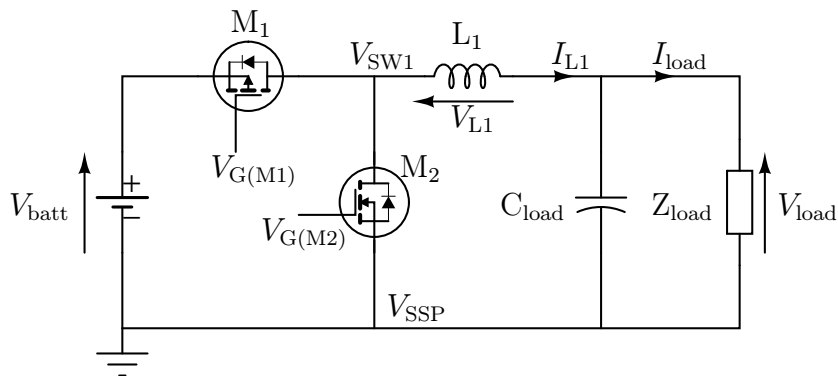 M1
VSW1
L1
IL1
Iload
VL1
VG(M1)
M2
Vbatt
+
−
VG(M2)
Cload
Zload
Vload
VSSP